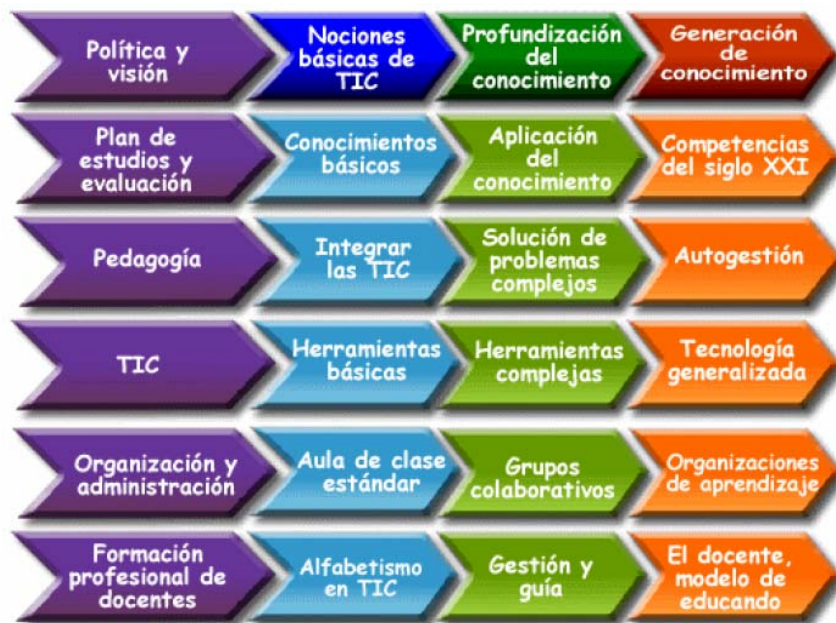 Política y
visión
Nociones
básicas de
TIC
Profundización
del
conocimiento
Generación
de
conocimiento
Plan de
estudios y
evaluación
Conocimientos
básicos
Aplicación
del
conocimiento
Competencias
del siglo XXI
Pedagogía
Integrar
las TIC
Solución de
problemas
complejos
Autogestión
TIC
Herramientas
básicas
Herramientas
complejas
Tecnología
generalizada
Organización y
administración
Aula de clase
estándar
Grupos
colaborativos
Organizaciones
de aprendizaje
Formación
profesional de
docentes
Alfabetismo
en TIC
Gestión y
guía
El docente,
modelo de
educando